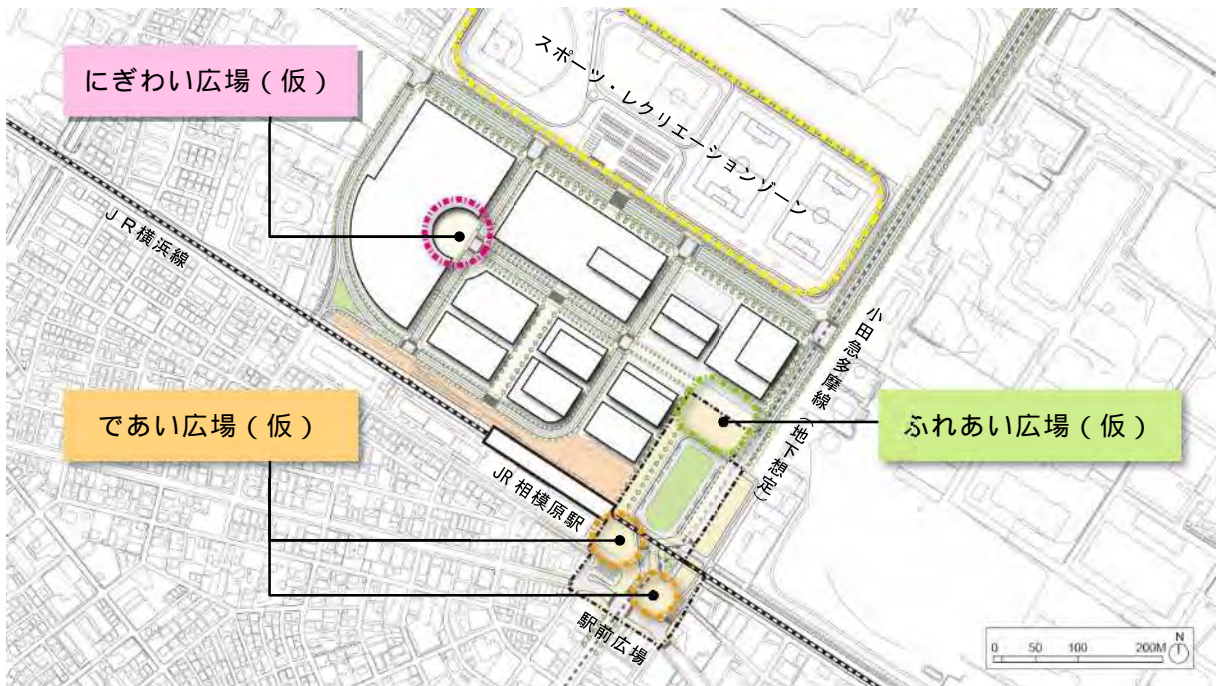 にぎわい広場（仮）
スポーツ・レクリエーションゾーン
JR横浜線
小田急多摩線（地下想定）
であい広場（仮）
ふれあい広場（仮）
JR相模原駅
駅前広場
0 50 100 200M
N